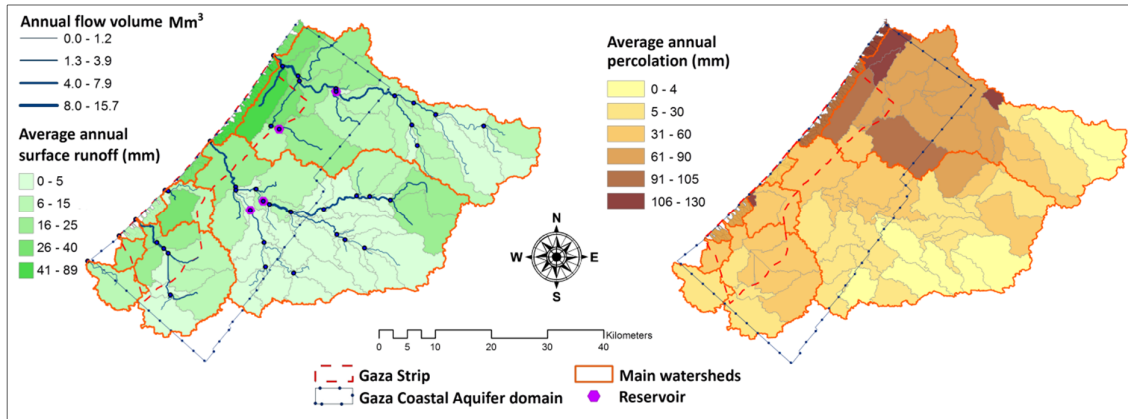 Annual flow volume Mm³
0.0 - 1.2
1.3 - 3.9
4.0 - 7.9
8.0 - 15.7
Average annual
surface runoff (mm)
0 - 5
6 - 15
16 - 25
26 - 40
41 - 89
Average annual
percolation (mm)
0 - 4
5 - 30
31 - 60
61 - 90
91 - 105
106 - 130
N
W E
S
Kilometers
0 5 10 20 30 40
Gaza Strip
Gaza Coastal Aquifer domain
Main watersheds
Reservoir